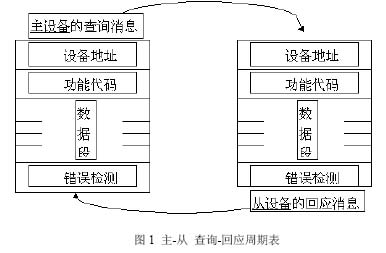 主设备的查询消息
设备地址
功能代码
数
据
段
错误检测
设备地址
功能代码
数
据
段
错误检测
从设备的回应消息
图 1 主-从 查询-回应周期表